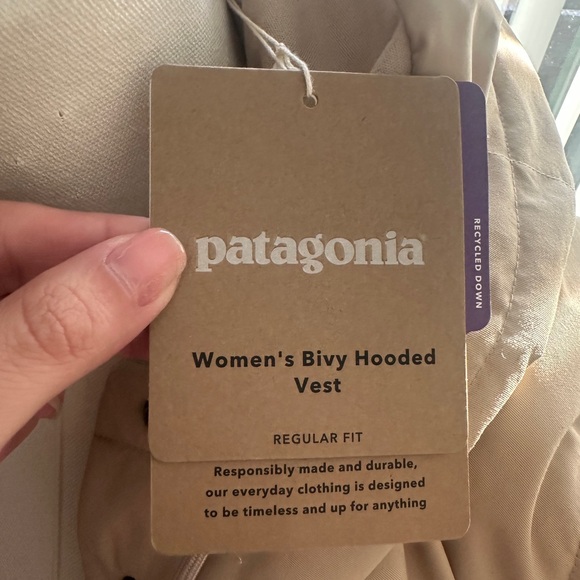 patagonia
RECYCLED DOWN
Women's Bivy Hooded
Vest
REGULAR FIT
Responsibly made and durable,
our everyday clothing is designed
to be timeless and up for anything